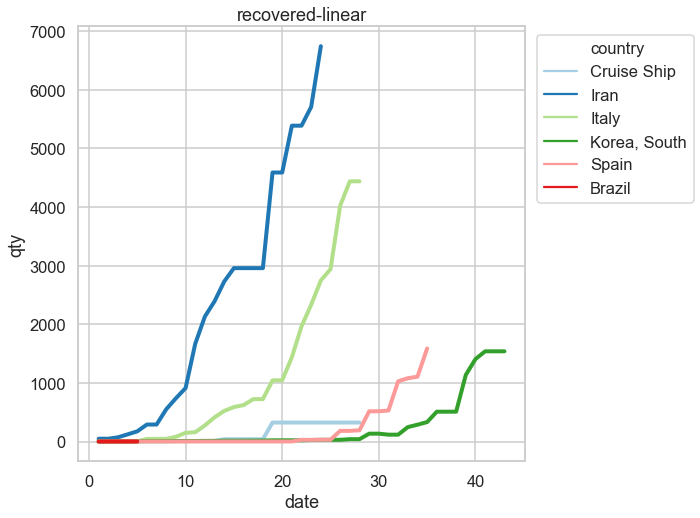 recovered-linear
7000
6000
5000
4000
3000
2000
1000
0
qty
0 10 20 30 40
date
country
Cruise Ship
Iran
Italy
Korea, South
Spain
Brazil